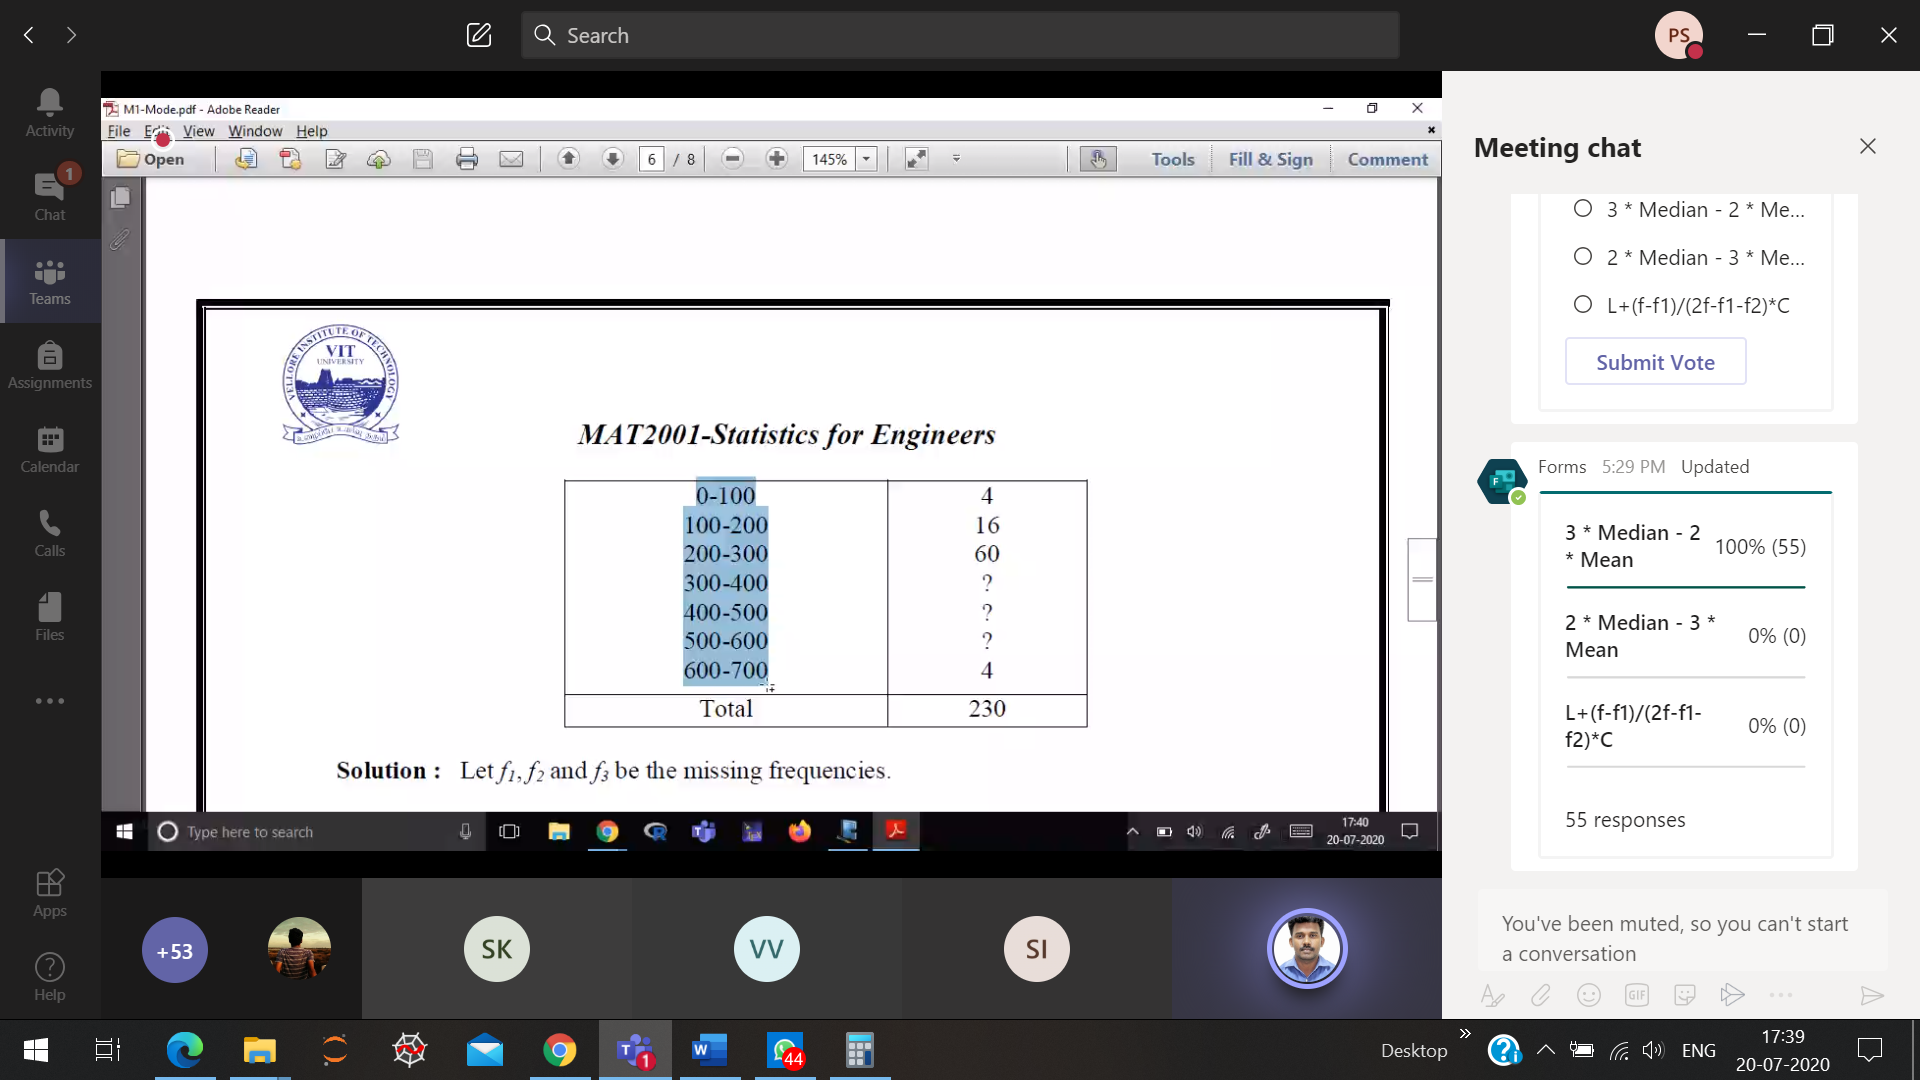 Search
PS
Activity
1
Chat
Teams
Assignments
Calendar
Calls
Files
Apps
Help
M1-Mode.pdf - Adobe Reader
File Edit View Window Help
Open
6 / 8
145%
Tools
Fill & Sign
Comment
VELLORE INSTITUTE OF TECHNOLOGY
VIT
UNIVERSITY
MAT2001-Statistics for Engineers
0-100 4
100-200 16
200-300 60
300-400 ?
400-500 ?
500-600 ?
600-700 4
Total 230
Solution : Let f1, f2 and f3 be the missing frequencies.
Type here to search
17:40
20-07-2020
+53
SK
VV
SI
Meeting chat
3 * Median - 2 * Me...
2 * Median - 3 * Me...
L+(f-f1)/(2f-f1-f2)*C
Submit Vote
Forms 5:29 PM Updated
3 * Median - 2
* Mean
100% (55)
2 * Median - 3 *
Mean
0% (0)
L+(f-f1)/(2f-f1-
f2)*C
0% (0)
55 responses
You've been muted, so you can't start
a conversation
GIF
1
44
Desktop
ENG
17:39
20-07-2020